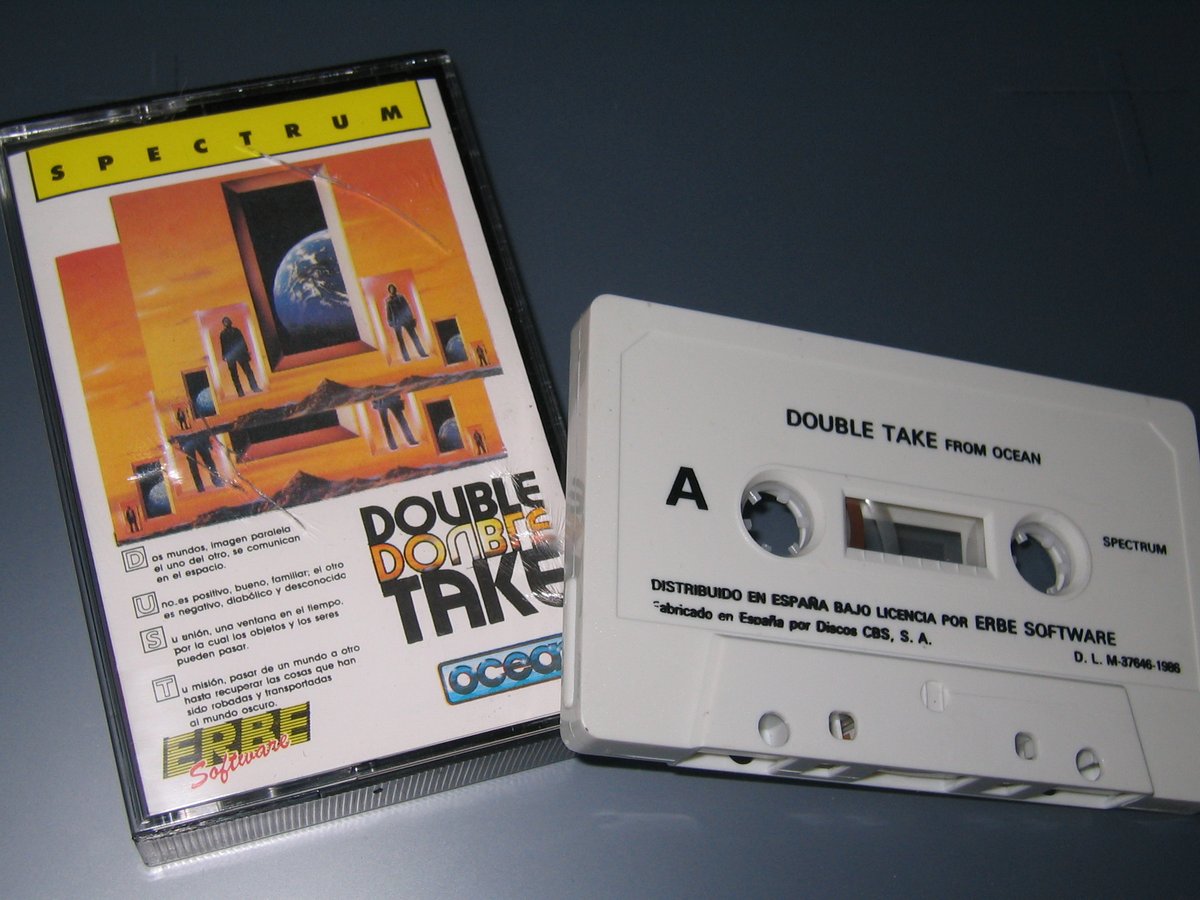 SPECTRUM
DOUBLE
DOUBLE
TAKE
Dos mundos, imagen paralela
el uno del otro, se comunican
en el espacio.
Uno es positivo, bueno, familiar; el otro
es negativo, diabólico y desconocido
Su unión, una ventana en el tiempo,
por la cual los objetos y los seres
pueden pasar.
Tu misión, pasar de un mundo a otro
hasta recuperar las cosas que han
sido robadas y transportadas
al mundo oscuro.
ocean
ERBE
Software
DOUBLE TAKE FROM OCEAN
A
SPECTRUM
DISTRIBUIDO EN ESPAÑA BAJO LICENCIA POR ERBE SOFTWARE
Fabricado en España por Discos CBS, S. A.
D. L. M-37646-1986